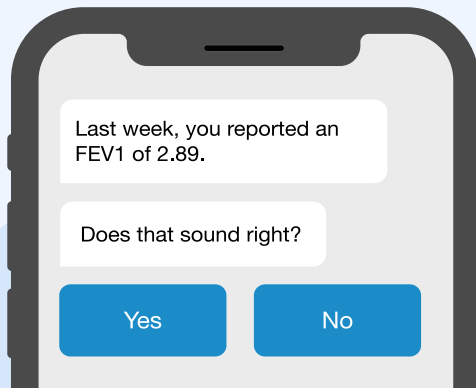 Last week, you reported an
FEV1 of 2.89.
Does that sound right?
Yes
No